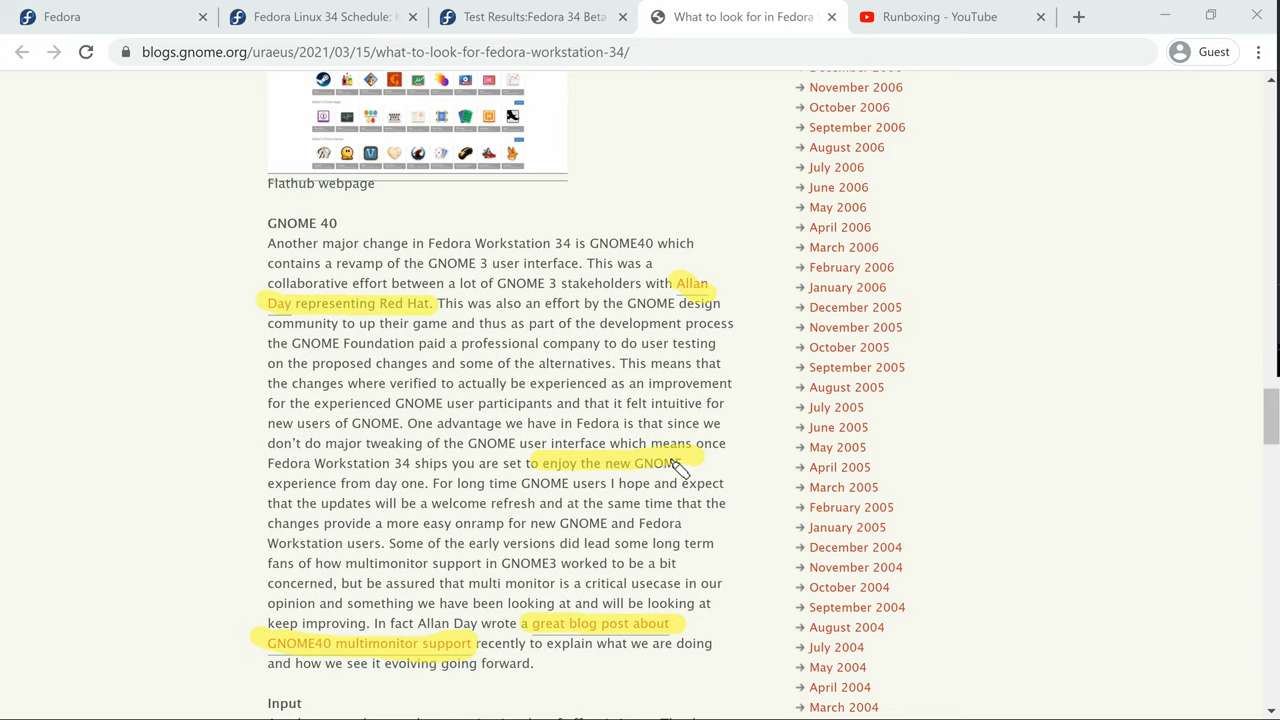 Fedora
Fedora Linux 34 Schedule: K
Test Results:Fedora 34 Beta
What to look for in Fedora
Runboxing - YouTube
blogs.gnome.org/uraeus/2021/03/15/what-to-look-for-fedora-workstation-34/
Guest
Flathub webpage
GNOME 40
Another major change in Fedora Workstation 34 is GNOME40 which
contains a revamp of the GNOME 3 user interface. This was a
collaborative effort between a lot of GNOME 3 stakeholders with Allan
Day representing Red Hat. This was also an effort by the GNOME design
community to up their game and thus as part of the development process
the GNOME Foundation paid a professional company to do user testing
on the proposed changes and some of the alternatives. This means that
the changes where verified to actually be experienced as an improvement
for the experienced GNOME user participants and that it felt intuitive for
new users of GNOME. One advantage we have in Fedora is that since we
don't do major tweaking of the GNOME user interface which means once
Fedora Workstation 34 ships you are set to enjoy the new GNOME
experience from day one. For long time GNOME users I hope and expect
that the updates will be a welcome refresh and at the same time that the
changes provide a more easy onramp for new GNOME and Fedora
Workstation users. Some of the early versions did lead some long term
fans of how multimonitor support in GNOME3 worked to be a bit
concerned, but be assured that multi monitor is a critical usecase in our
opinion and something we have been looking at and will be looking at
keep improving. In fact Allan Day wrote a great blog post about
GNOME40 multimonitor support recently to explain what we are doing
and how we see it evolving going forward.
Input
December 2006
November 2006
October 2006
September 2006
August 2006
July 2006
June 2006
May 2006
April 2006
March 2006
February 2006
January 2006
December 2005
November 2005
October 2005
September 2005
August 2005
July 2005
June 2005
May 2005
April 2005
March 2005
February 2005
January 2005
December 2004
November 2004
October 2004
September 2004
August 2004
July 2004
May 2004
April 2004
March 2004